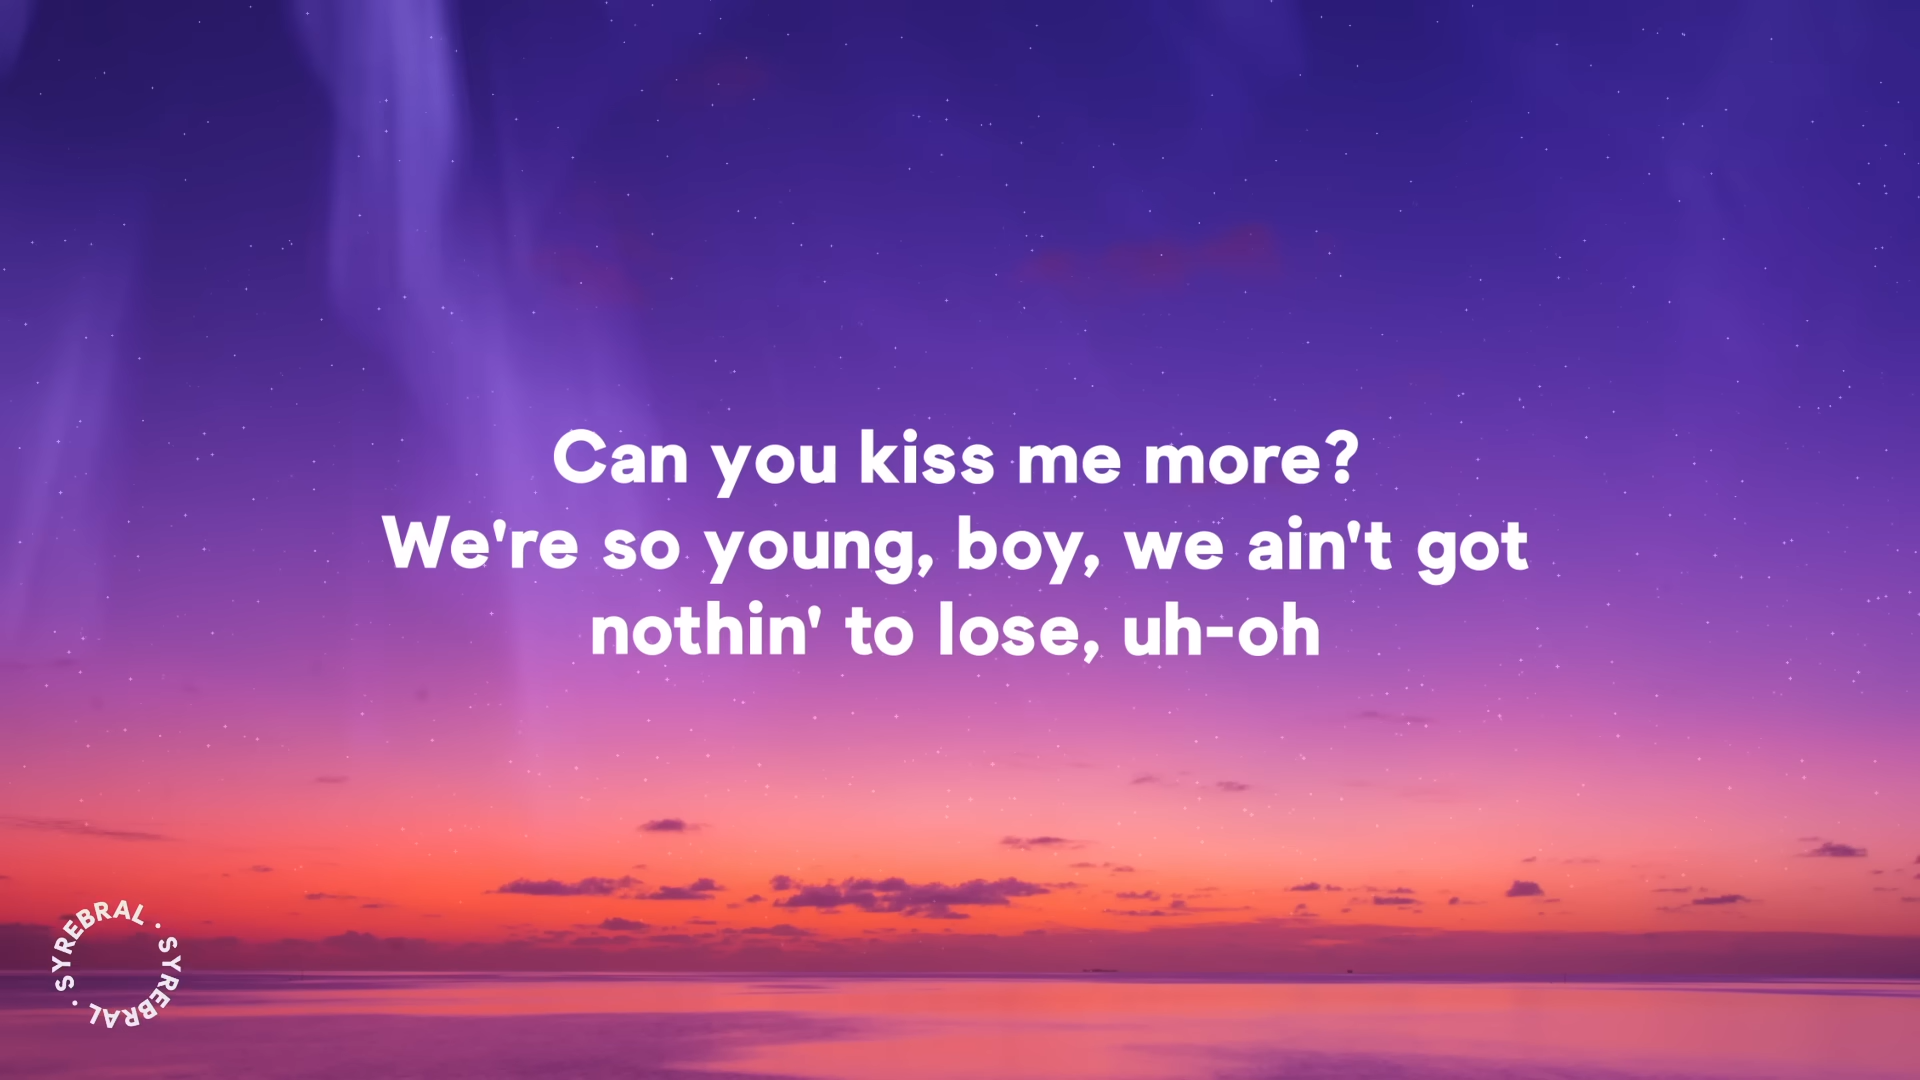 Can you kiss me more?
We're so young, boy, we ain't got
nothin' to lose, uh-oh
SYREBRAL · SYREBRAL ·